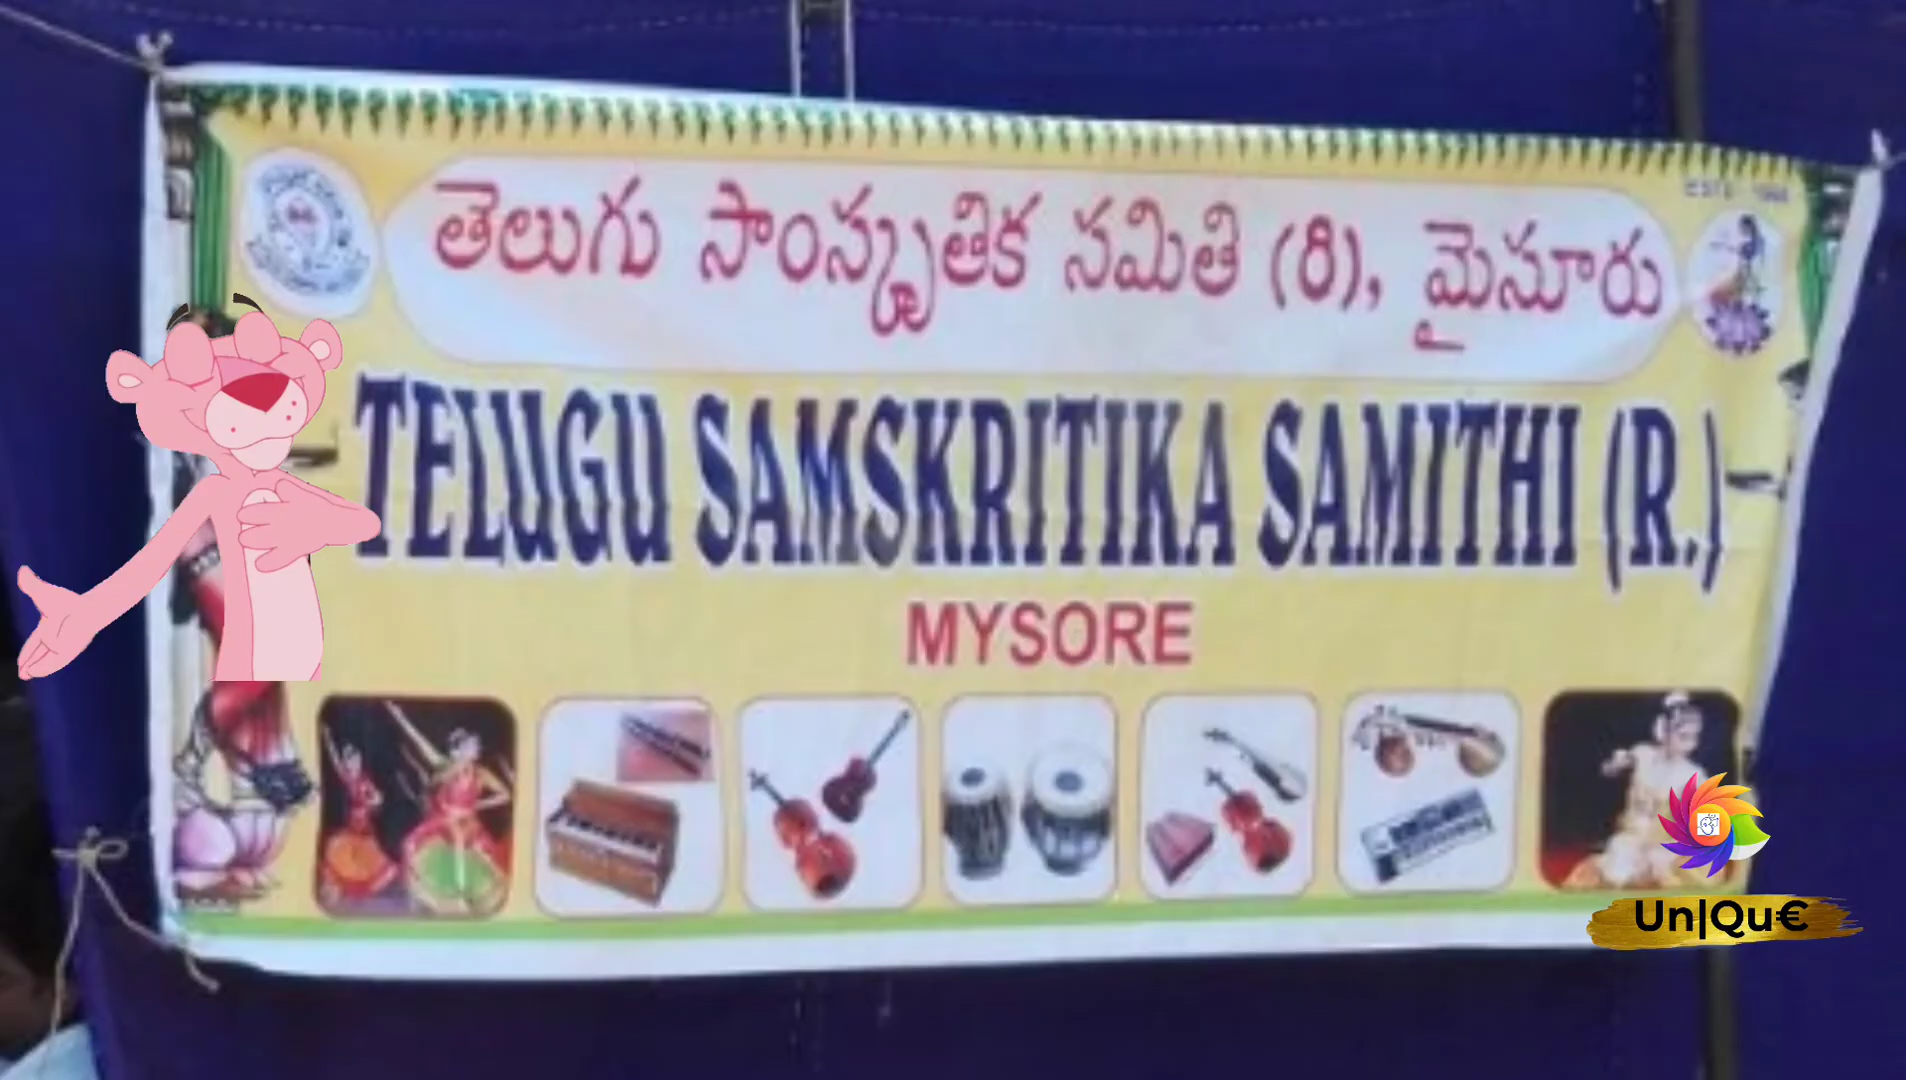 తెలుగు సాంస్కృతిక సమితి (రి), మైసూరు
TELUGU SAMSKRITIKA SAMITHI (R.)
MYSORE
Un|Qu€